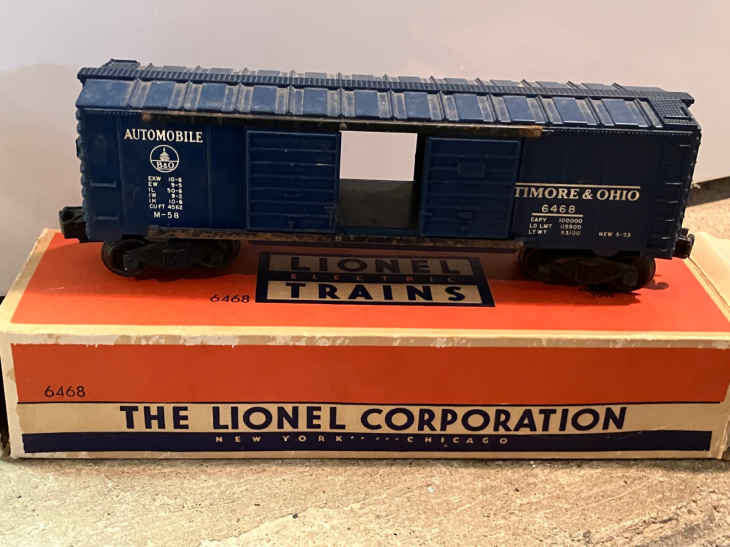 AUTOMOBILE
B&O
EXW 10-6
EW 9-5
IL 50-6
IW 9-2
IH 10-6
CU FT 4562
M-58
TIMORE & OHIO
6468
CAPY 100000
LD LMT 115900
LT WT 53100
NEW 5-53
LIONEL
ELECTRIC
TRAINS
6468
6468
THE LIONEL CORPORATION
NEW YORK CHICAGO